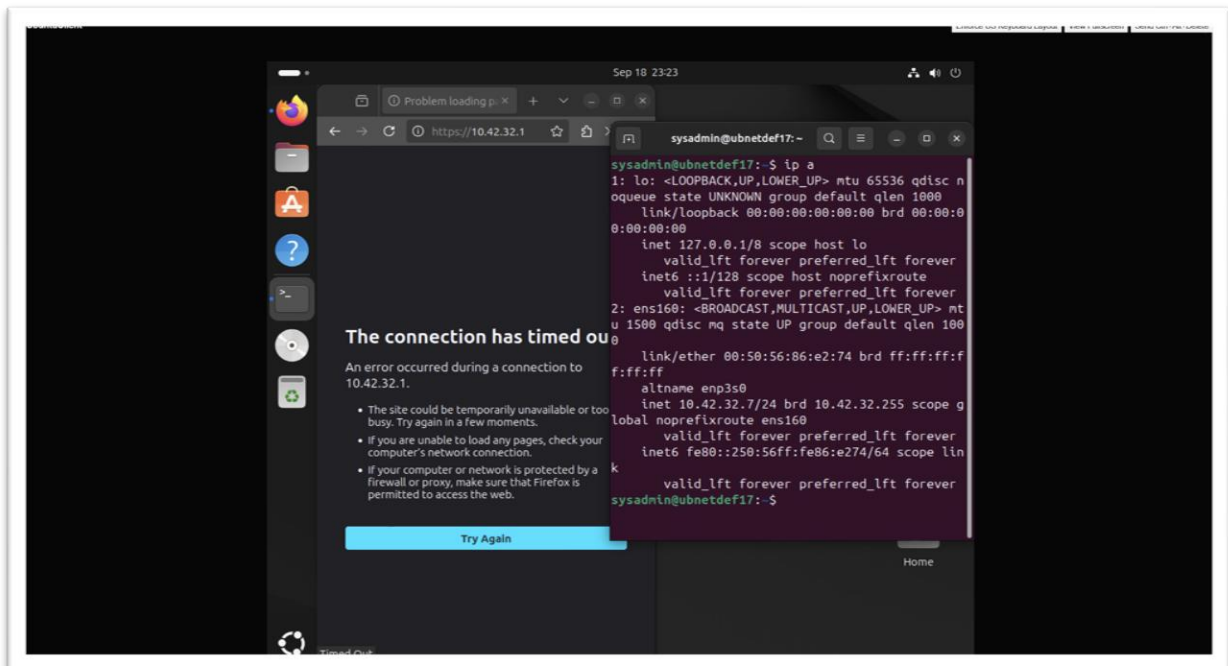 Sep 18 23:23
Problem loading pa
https://10.42.32.1
sysadmin@ubnetdef17: ~
The connection has timed ou
An error occurred during a connection to
10.42.32.1.
The site could be temporarily unavailable or too
busy. Try again in a few moments.
If you are unable to load any pages, check your
computer's network connection.
If your computer or network is protected by a
firewall or proxy, make sure that Firefox is
permitted to access the web.
Try Again
Timed Out
sysadmin@ubnetdef17:~$ ip a
1: lo: <LOOPBACK,UP,LOWER_UP> mtu 65536 qdisc n
oqueue state UNKNOWN group default qlen 1000
link/loopback 00:00:00:00:00:00 brd 00:00:0
0:00:00:00
inet 127.0.0.1/8 scope host lo
valid_lft forever preferred_lft forever
inet6 ::1/128 scope host noprefixroute
valid_lft forever preferred_lft forever
2: ens160: <BROADCAST,MULTICAST,UP,LOWER_UP> mt
u 1500 qdisc mq state UP group default qlen 100
0
link/ether 00:50:56:86:e2:74 brd ff:ff:ff:f
f:ff:ff
altname enp3s0
inet 10.42.32.7/24 brd 10.42.32.255 scope g
lobal noprefixroute ens160
valid_lft forever preferred_lft forever
inet6 fe80::250:56ff:fe86:e274/64 scope lin
k
valid_lft forever preferred_lft forever
sysadmin@ubnetdef17:~$
Home